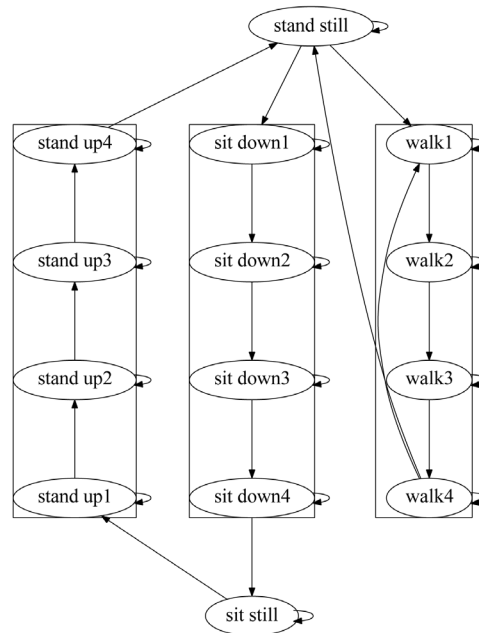 stand still
stand up4
sit down1
walk1
stand up3
sit down2
walk2
stand up2
sit down3
walk3
stand up1
sit down4
walk4
sit still